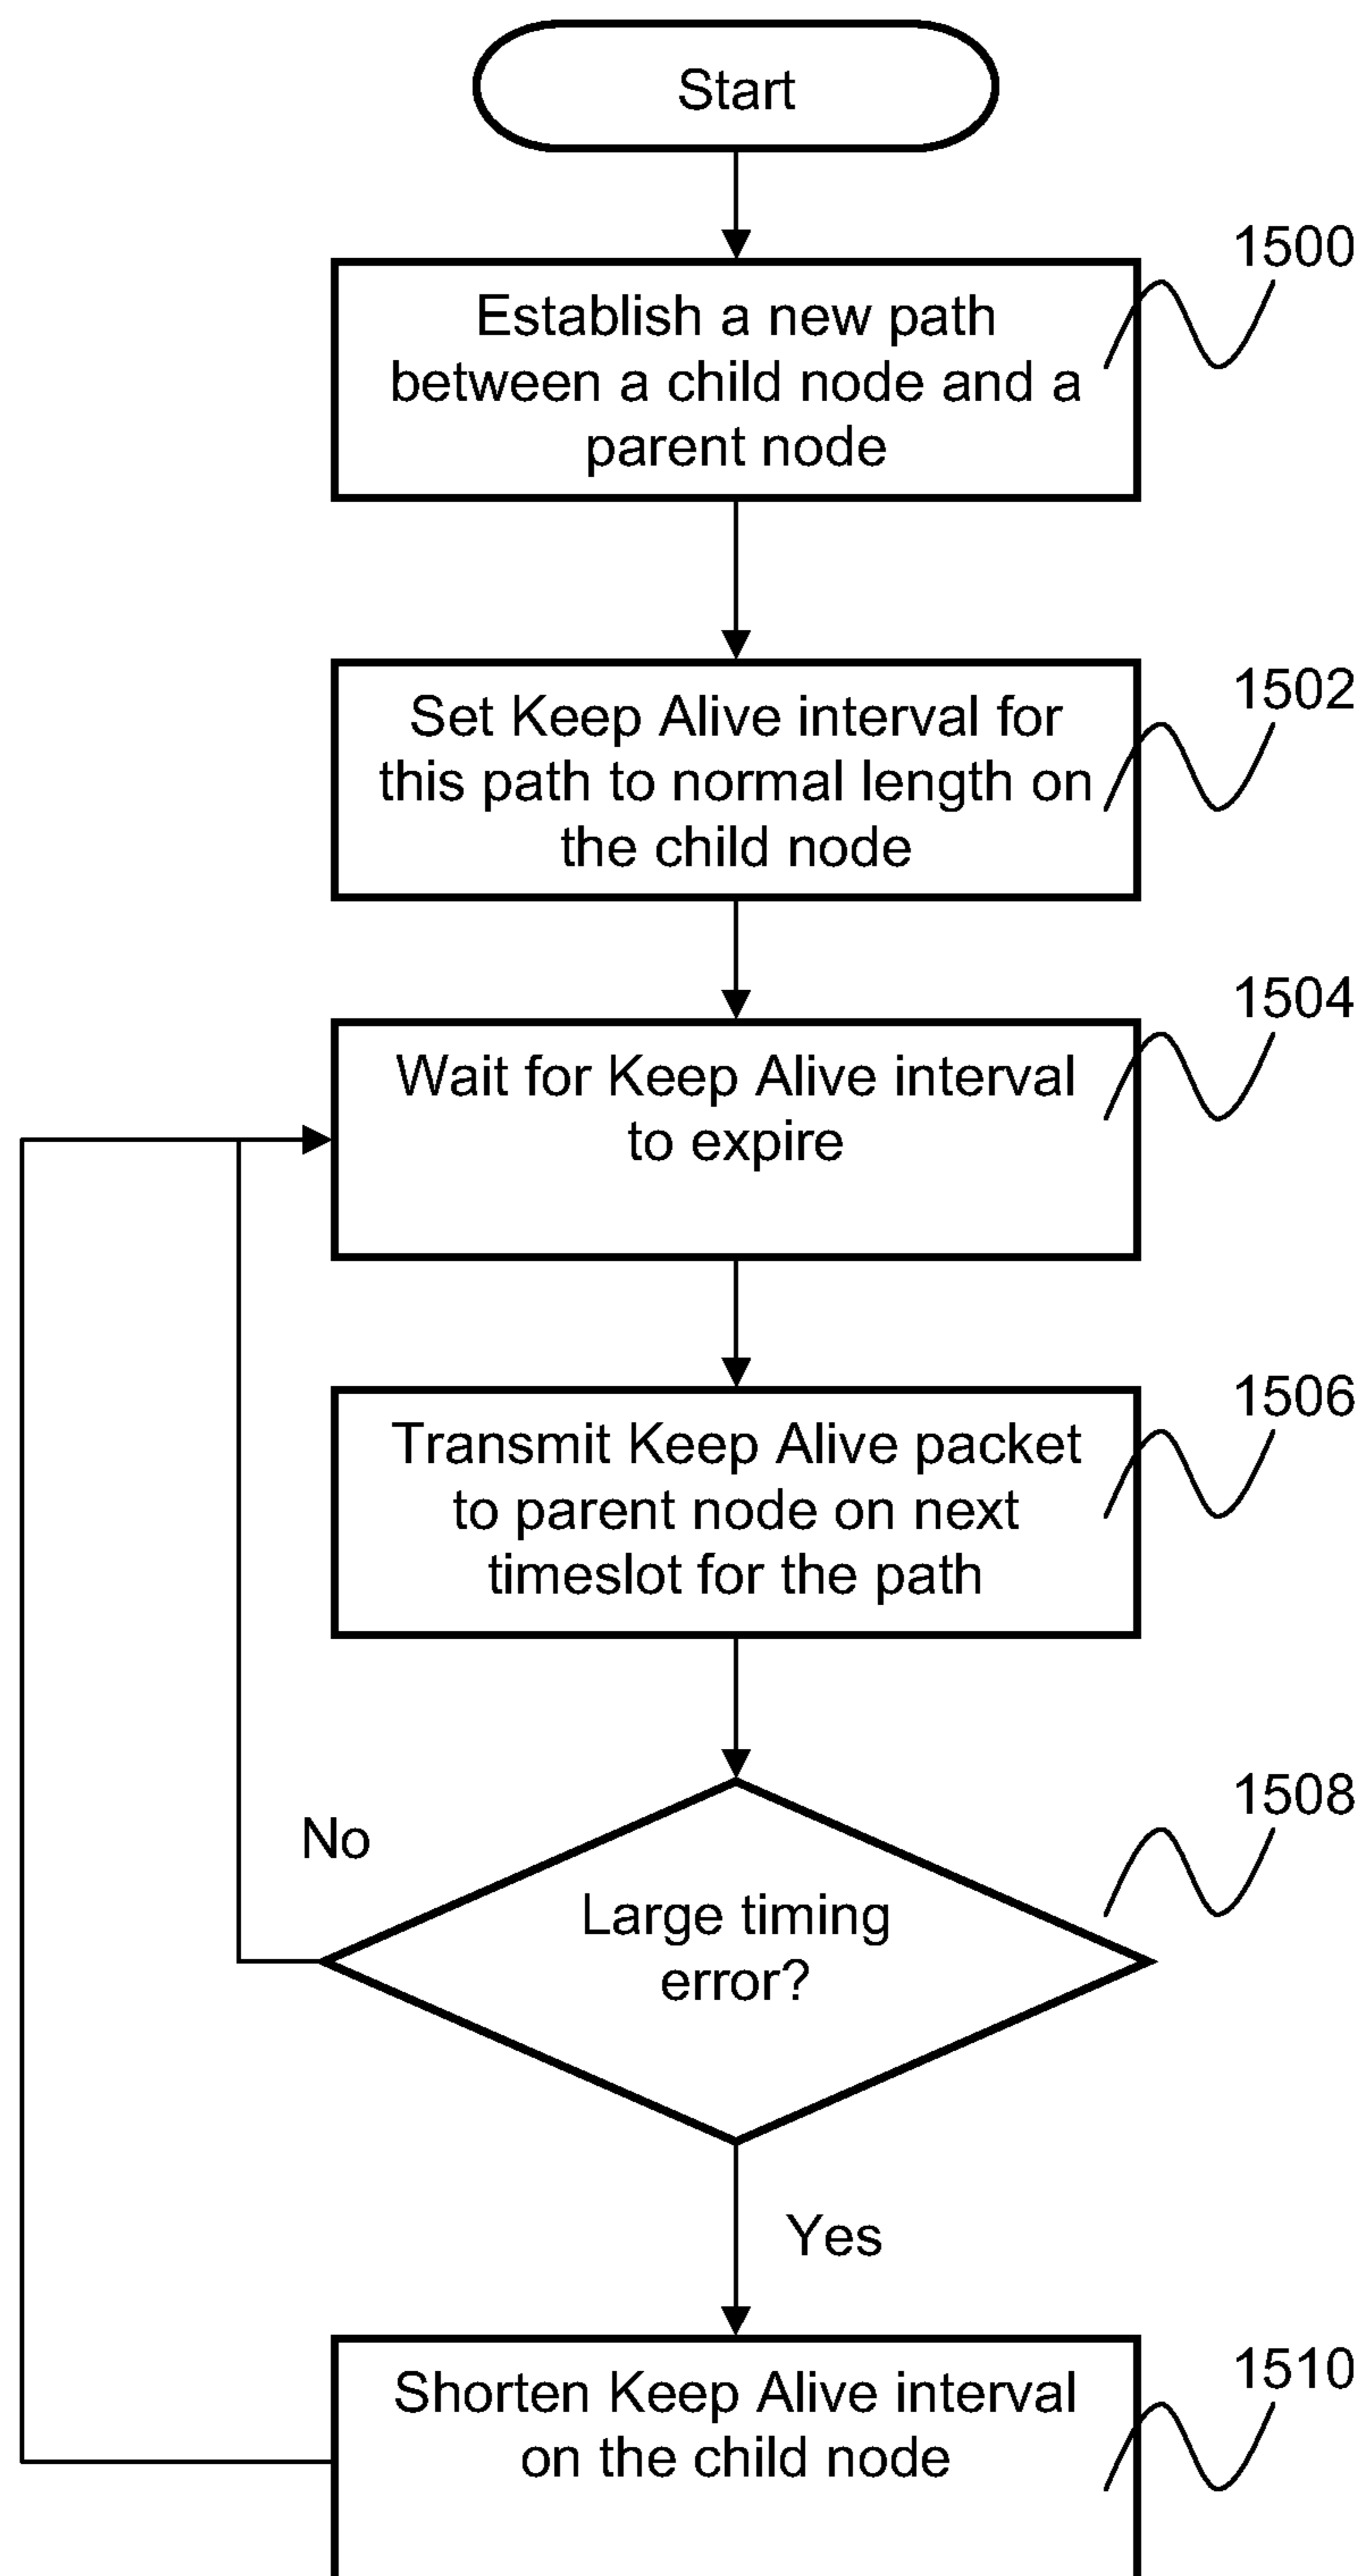 Start
1500
Establish a new path
between a child node and a
parent node
1502
Set Keep Alive interval for
this path to normal length on
the child node
1504
Wait for Keep Alive interval
to expire
1506
Transmit Keep Alive packet
to parent node on next
timeslot for the path
1508
No
Large timing
error?
Yes
1510
Shorten Keep Alive interval
on the child node